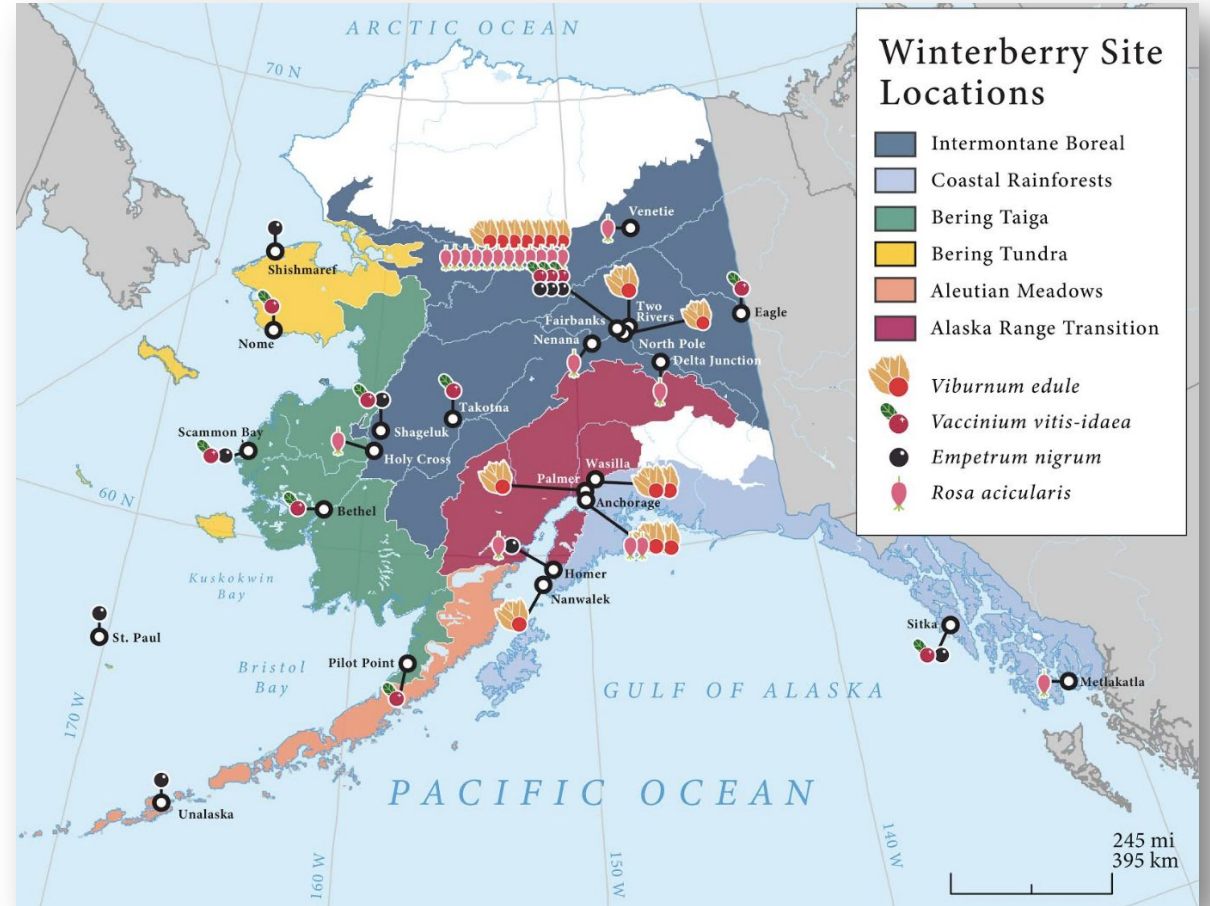 ARCTIC OCEAN
70 N
Winterberry Site
Locations
Intermontane Boreal
Coastal Rainforests
Bering Taiga
Bering Tundra
Aleutian Meadows
Alaska Range Transition
Viburnum edule
Vaccinium vitis-idaea
Empetrum nigrum
Rosa acicularis
Venetie
Shishmaref
Nome
Two
Rivers
Fairbanks
Eagle
Nenana
North Pole
Delta Junction
Takotna
Scammon Bay
Shageluk
Holy Cross
Wasilla
Palmer
Anchorage
60 N
Bethel
Kuskokwin
Bay
Homer
Nanwalek
St. Paul
Sitka
Pilot Point
Bristol
Bay
Metlakatla
GULF OF ALASKA
170 W
PACIFIC OCEAN
Unalaska
160 W
150 W
140 W
245 mi
395 km